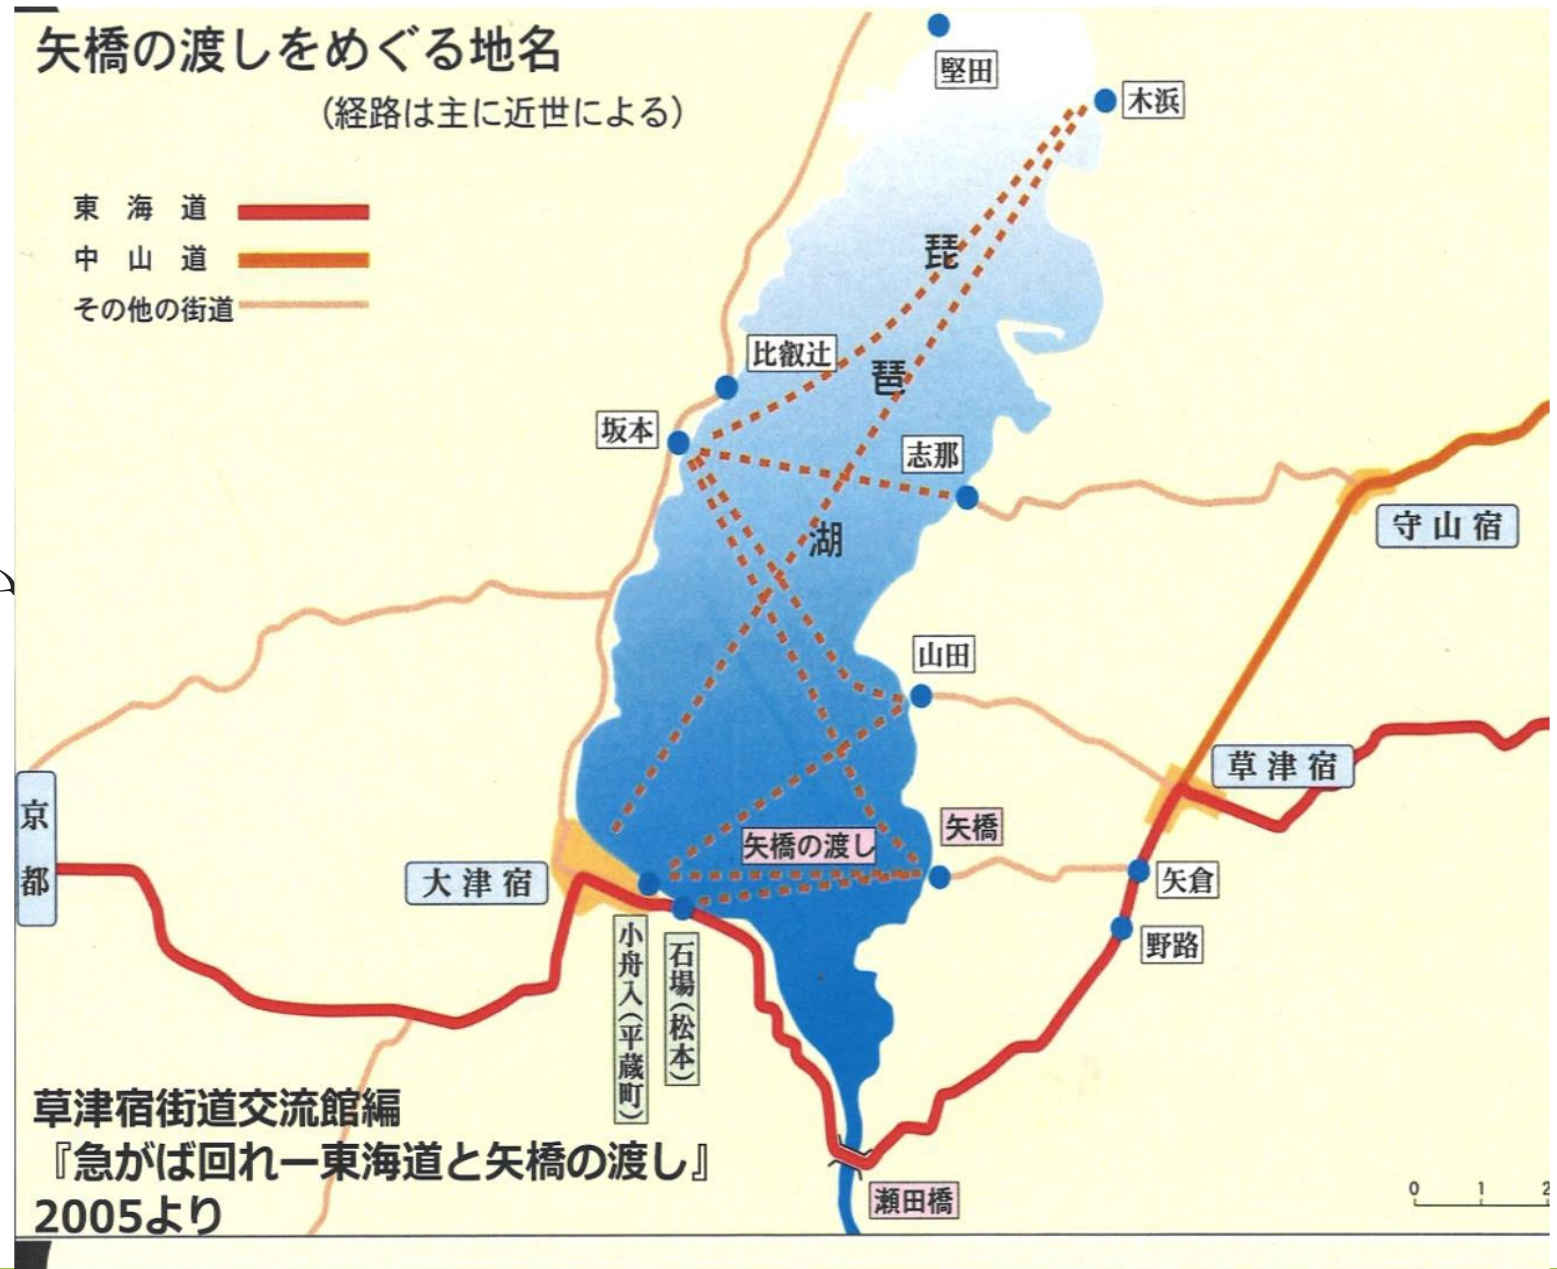 矢橋の渡しをめぐる地名
（経路は主に近世による）
東海道
中山道
その他の街道
堅田
木浜
琵
琶
湖
比叡辻
坂本
志那
守山宿
山田
草津宿
京都
大津宿
矢橋の渡し
矢橋
矢倉
野路
小舟入(平蔵町)
石場(松本)
瀬田橋
草津宿街道交流館編
『急がば回れー東海道と矢橋の渡し』
2005より
0 1 2